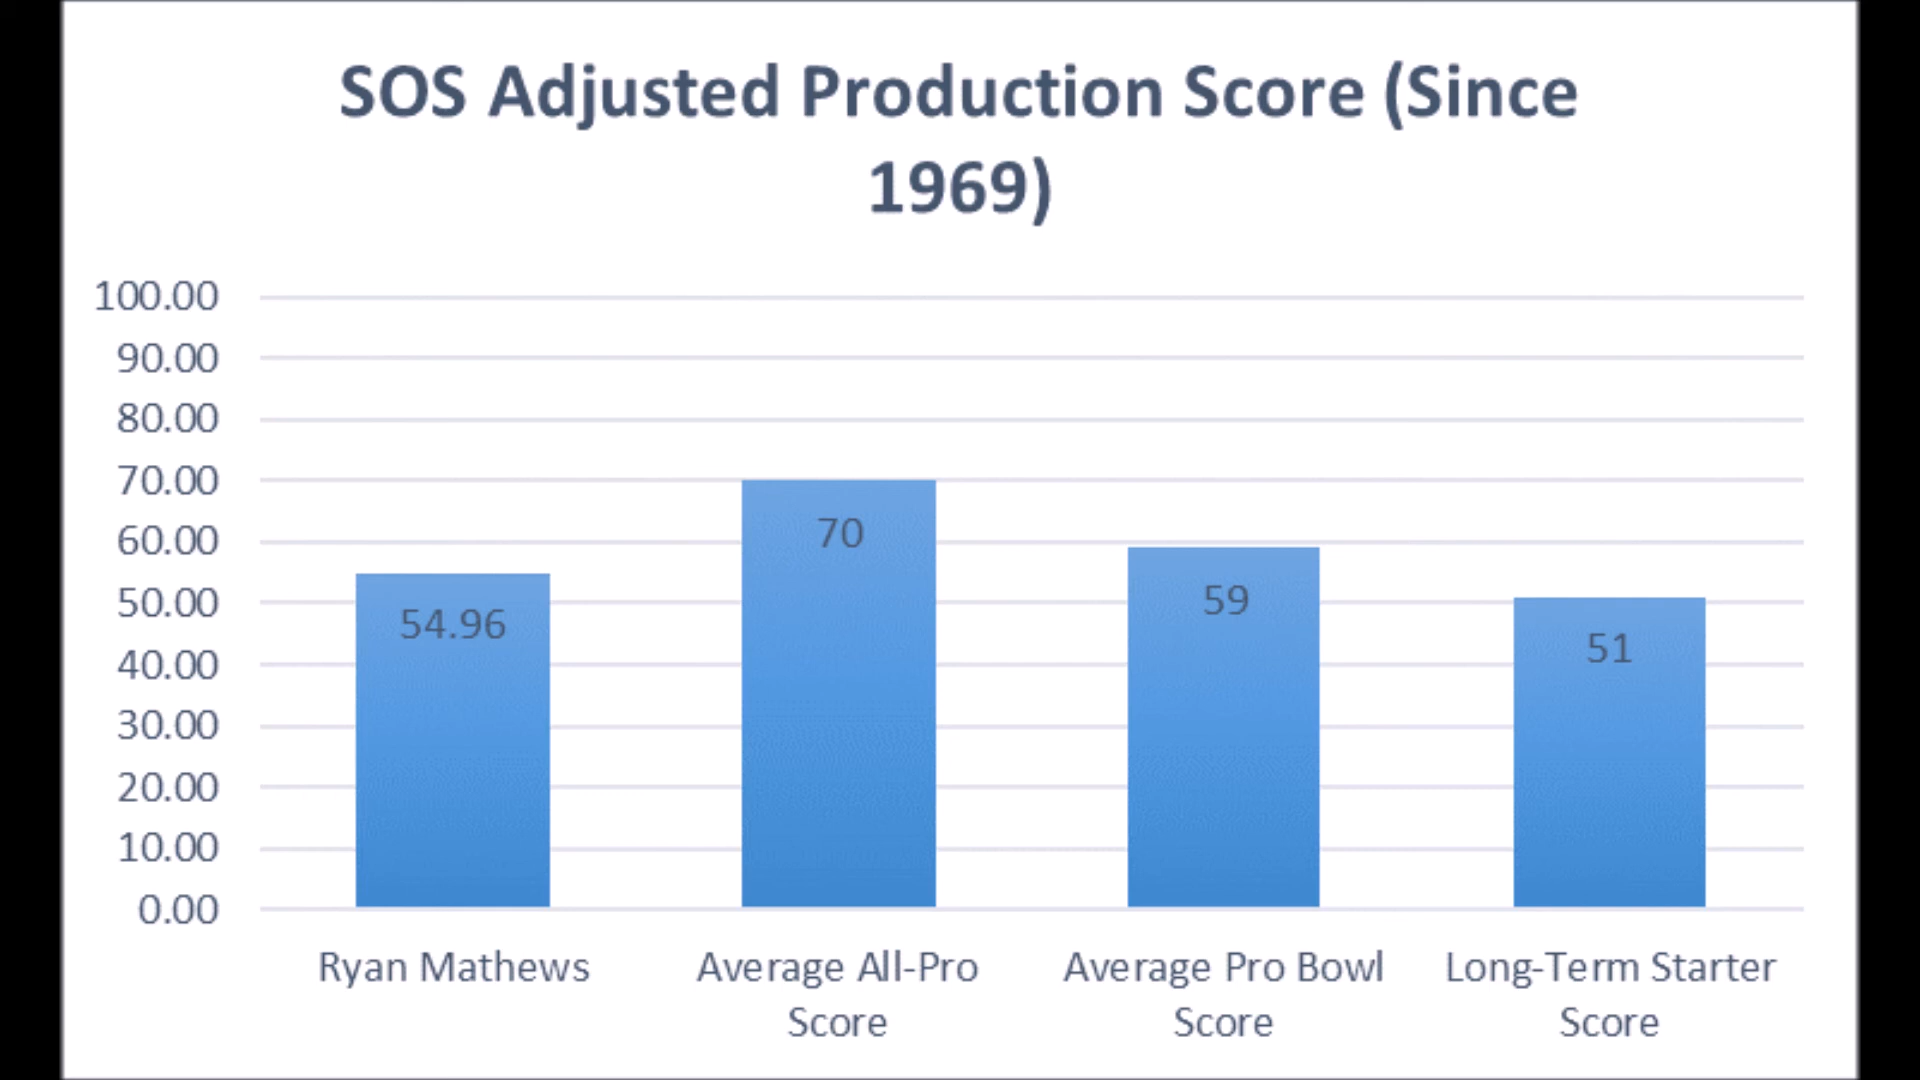 SOS Adjusted Production Score (Since
1969)
100.00
90.00
80.00
70.00
60.00
50.00
40.00
30.00
20.00
10.00
0.00
54.96
70
59
51
Ryan Mathews
Average All-Pro
Score
Average Pro Bowl
Score
Long-Term Starter
Score